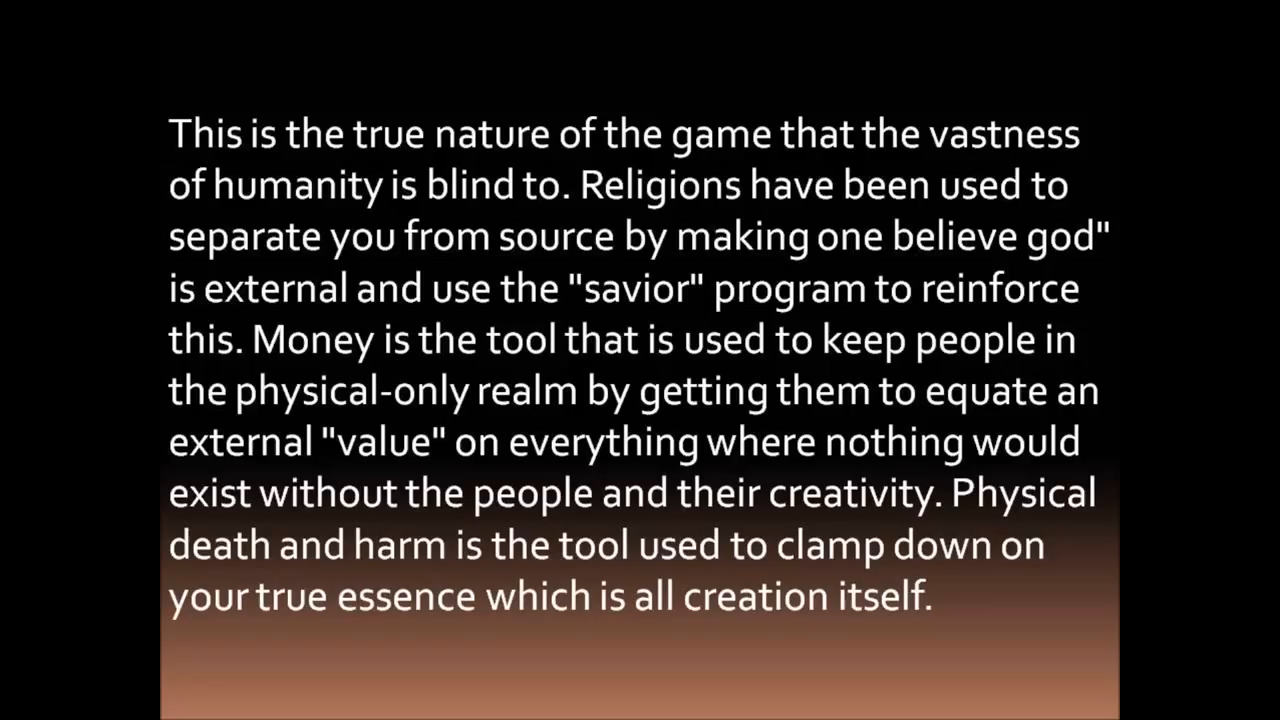 This is the true nature of the game that the vastness
of humanity is blind to. Religions have been used to
separate you from source by making one believe god"
is external and use the "savior" program to reinforce
this. Money is the tool that is used to keep people in
the physical-only realm by getting them to equate an
external "value" on everything where nothing would
exist without the people and their creativity. Physical
death and harm is the tool used to clamp down on
your true essence which is all creation itself.